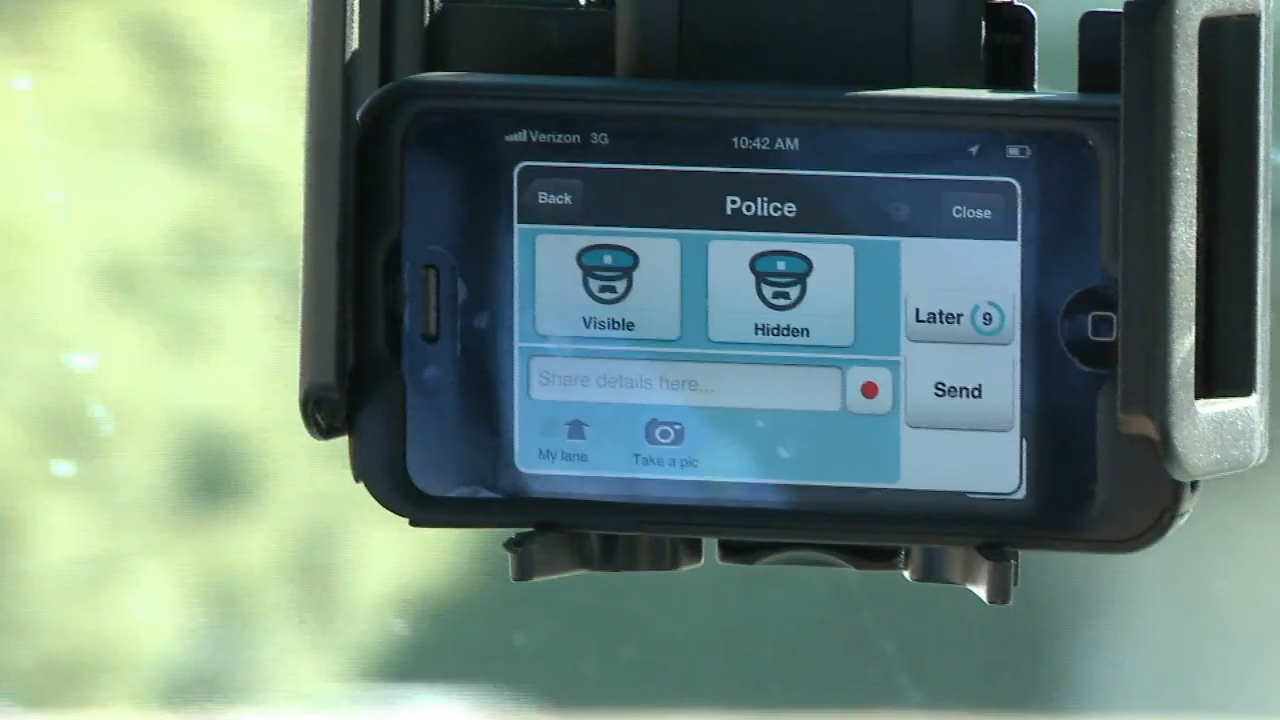 Verizon 3G 10:42 AM
Back Police Close
Visible Hidden
Later 9
Share details here...
Send
My lane Take a pic